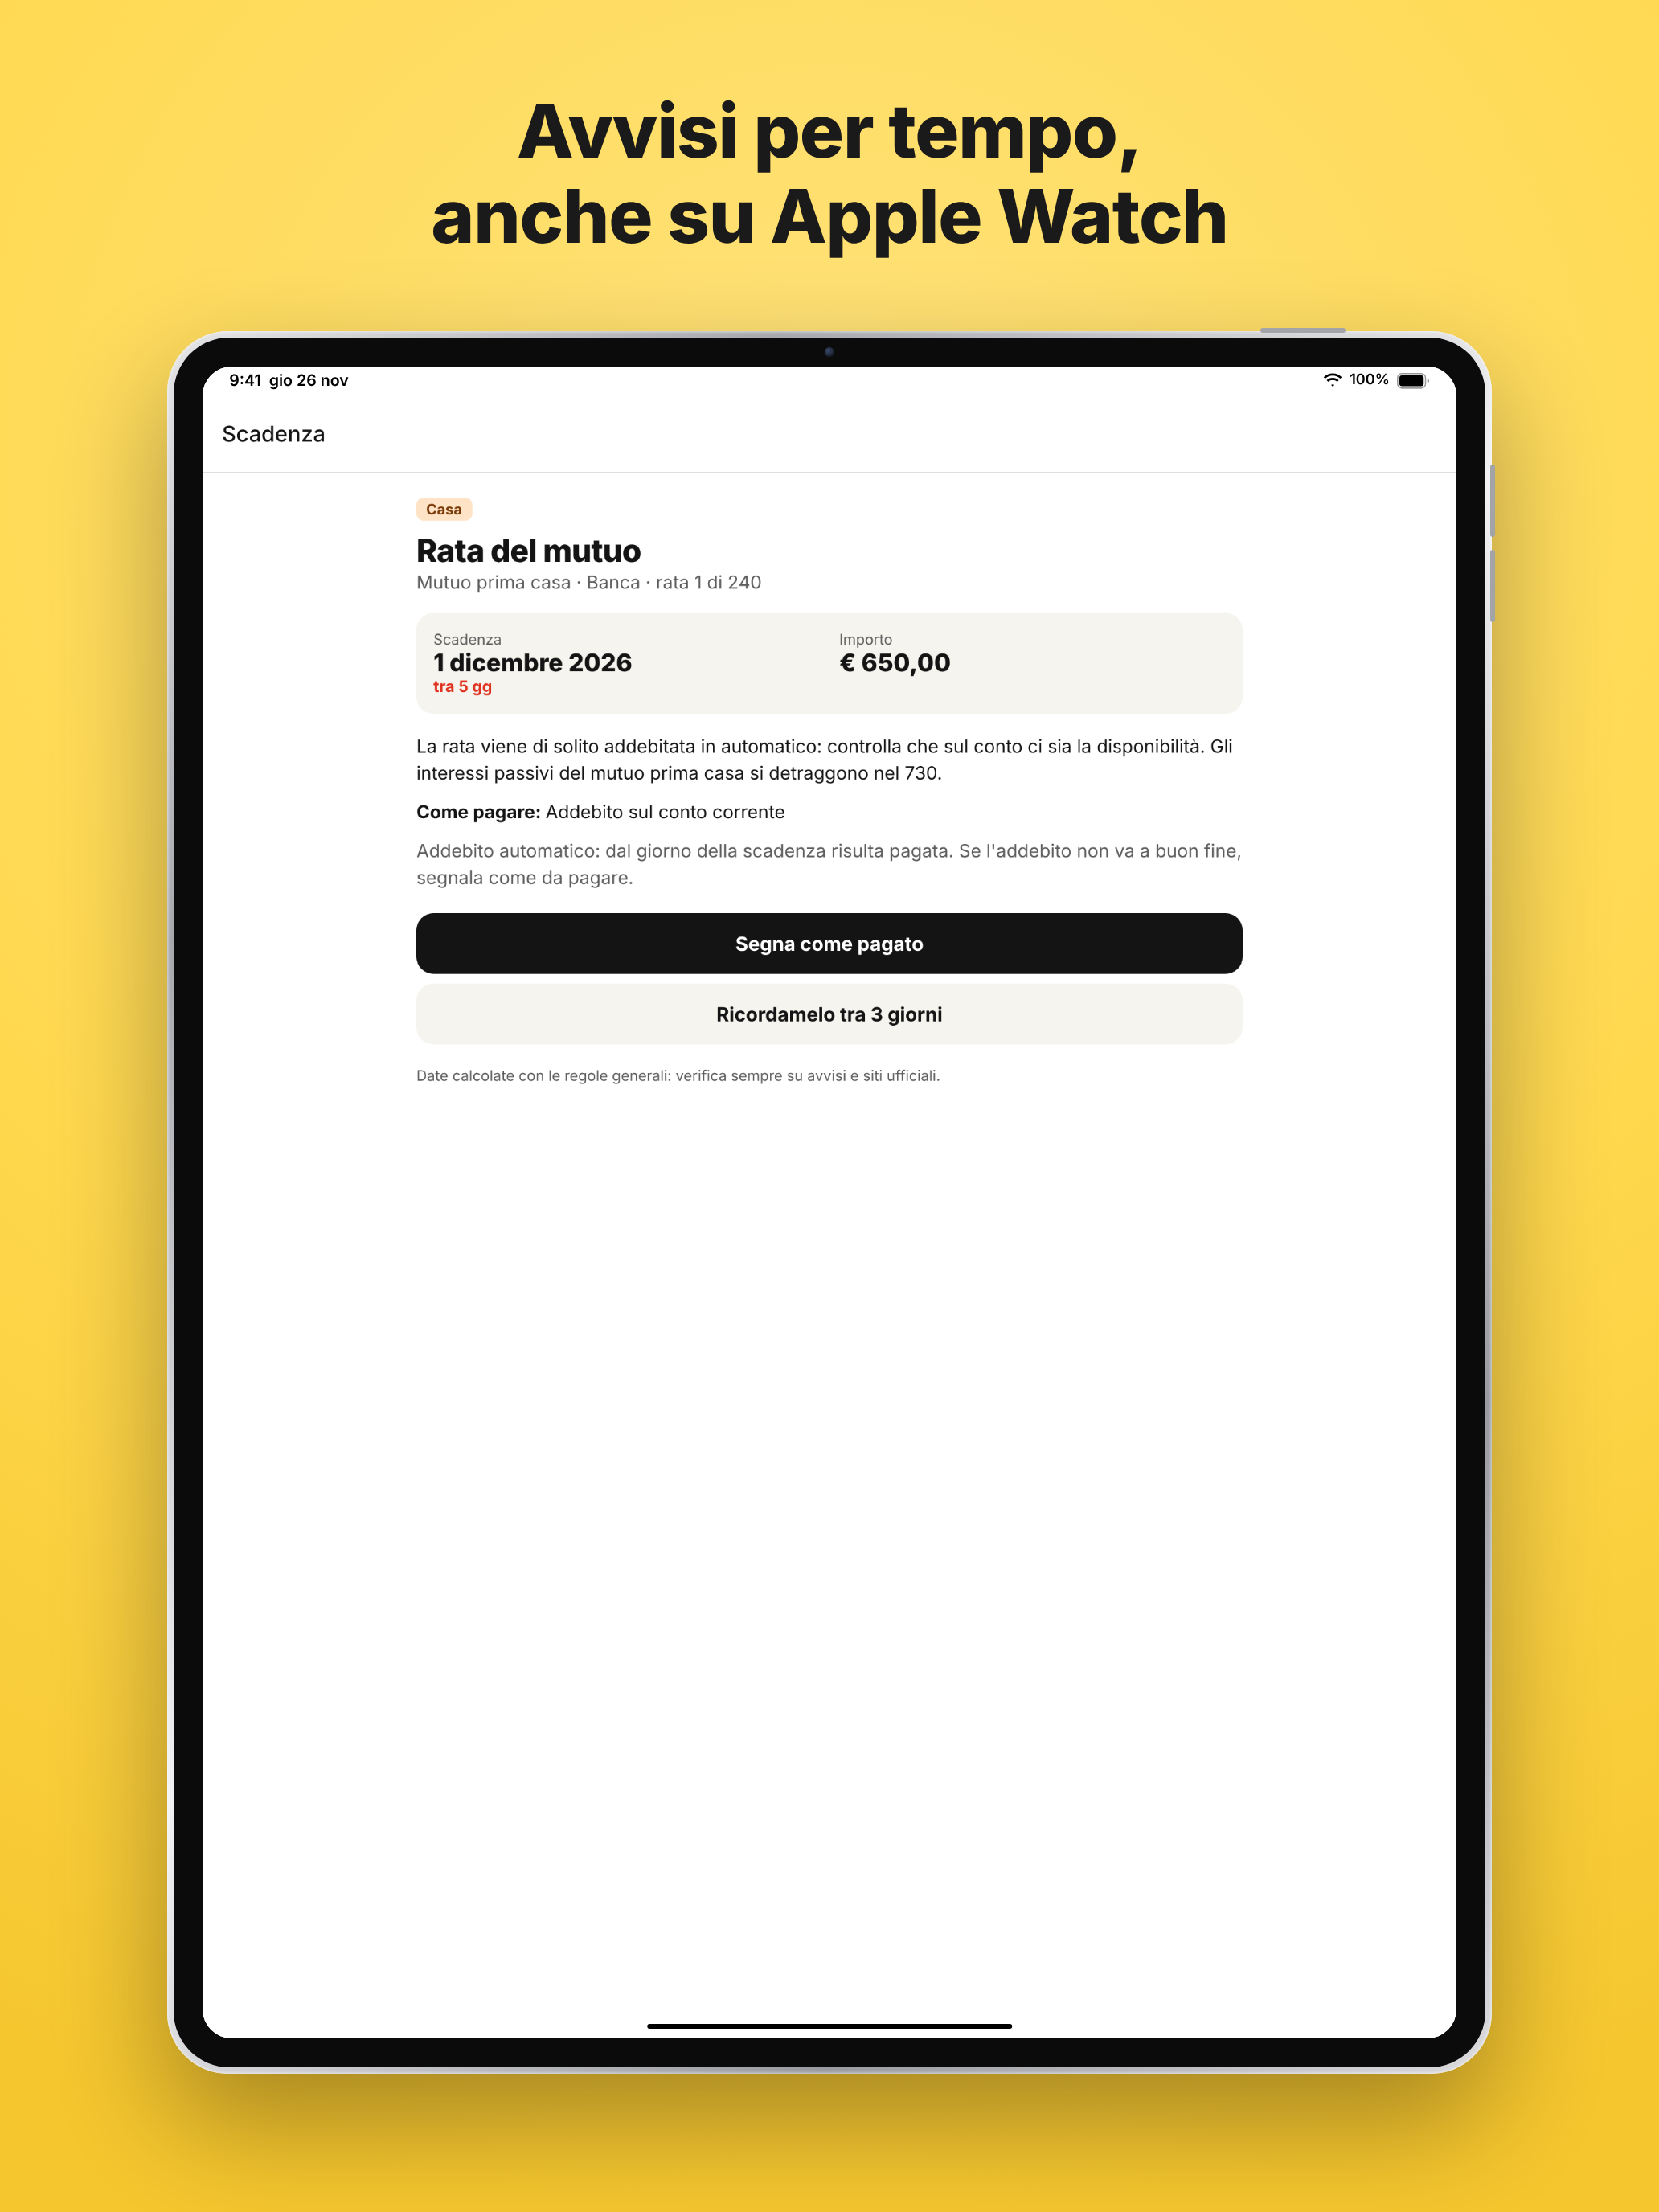 Avvisi per tempo,
anche su Apple Watch
9:41 gio 26 nov
100%
Scadenza
Casa
Rata del mutuo
Mutuo prima casa · Banca · rata 1 di 240
Scadenza
1 dicembre 2026
tra 5 gg
Importo
€ 650,00
La rata viene di solito addebitata in automatico: controlla che sul conto ci sia la disponibilità. Gli
interessi passivi del mutuo prima casa si detraggono nel 730.
Come pagare: Addebito sul conto corrente
Addebito automatico: dal giorno della scadenza risulta pagata. Se l'addebito non va a buon fine,
segnala come da pagare.
Segna come pagato
Ricordamelo tra 3 giorni
Date calcolate con le regole generali: verifica sempre su avvisi e siti ufficiali.